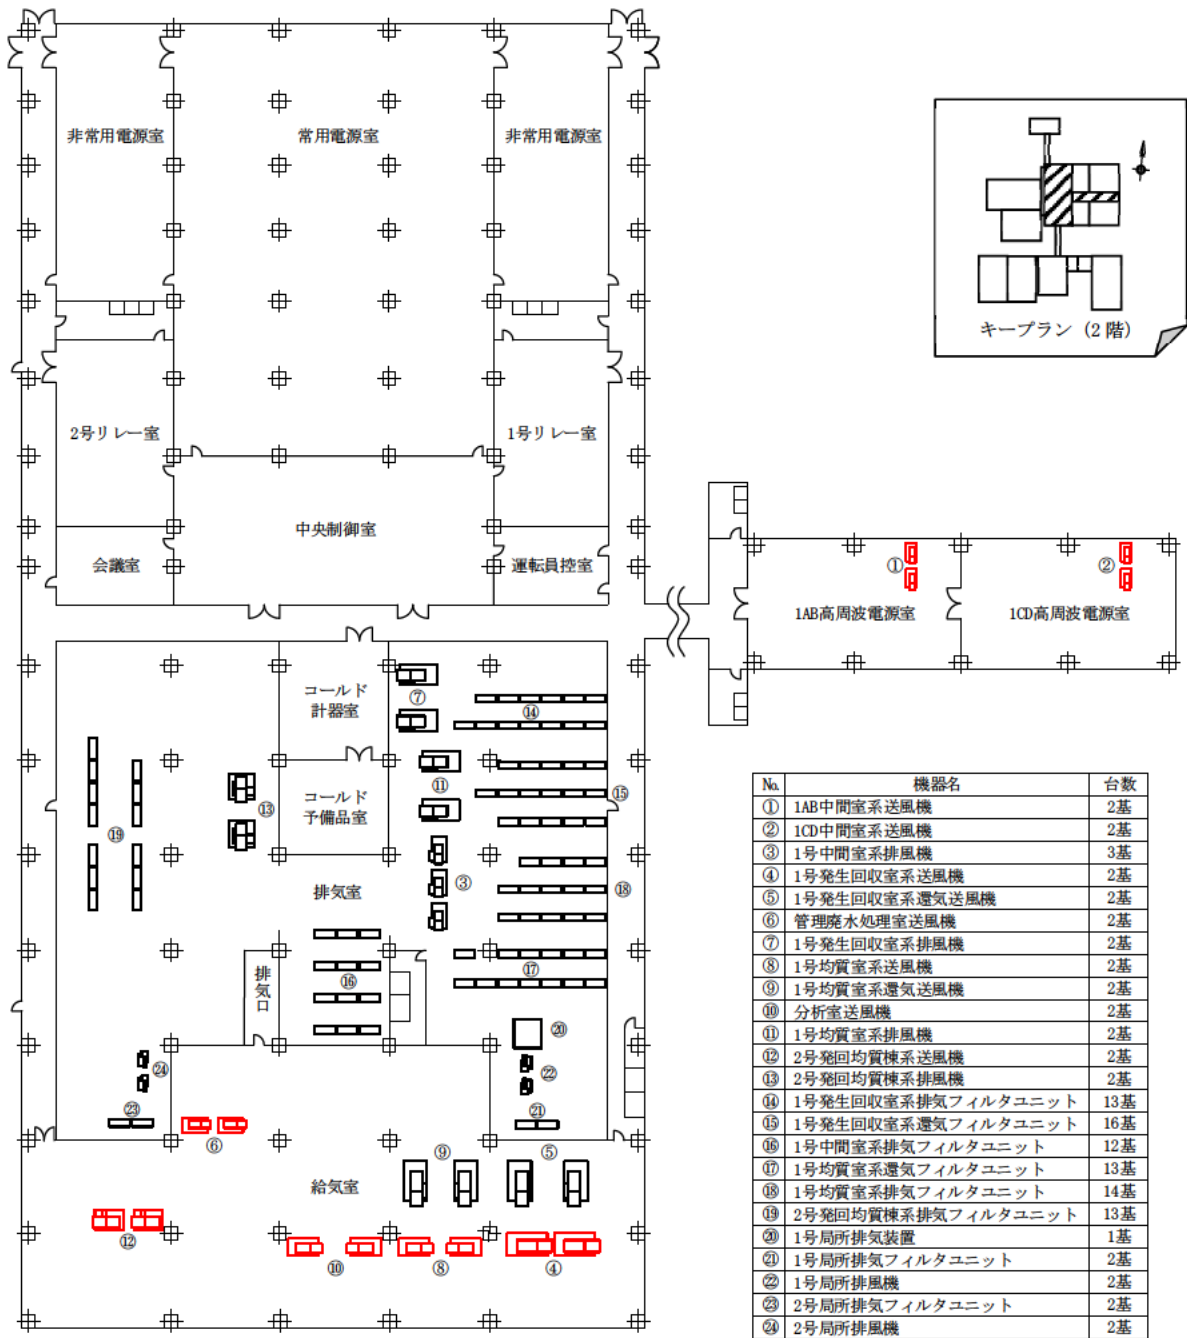 非常用電源室
常用電源室
非常用電源室
キープラン（2階）
2号リレー室
1号リレー室
中央制御室
会議室
運転員控室
①
②
1AB高周波電源室
1CD高周波電源室
コールド
計器室
⑦
⑭
コールド
予備品室
⑪
⑬
⑮
⑲
排気室
③
⑱
排気口
⑯
⑰
⑳
㉔
㉒
㉓
㉑
⑥
⑨
⑤
給気室
⑫
⑩
⑧
④
No. 機器名 台数
① 1AB中間室系送風機 2基
② 1CD中間室系送風機 2基
③ 1号中間室系排風機 3基
④ 1号発生回収室系送風機 2基
⑤ 1号発生回収室系還気送風機 2基
⑥ 管理廃水処理室送風機 2基
⑦ 1号発生回収室系排風機 2基
⑧ 1号均質室系送風機 2基
⑨ 1号均質室系還気送風機 2基
⑩ 分析室送風機 2基
⑪ 1号均質室系排風機 2基
⑫ 2号発回均質棟系送風機 2基
⑬ 2号発回均質棟系排風機 2基
⑭ 1号発生回収室系排気フィルタユニット 13基
⑮ 1号発生回収室系還気フィルタユニット 16基
⑯ 1号中間室系排気フィルタユニット 12基
⑰ 1号均質室系還気フィルタユニット 13基
⑱ 1号均質室系排気フィルタユニット 14基
⑲ 2号発回均質棟系排気フィルタユニット 13基
⑳ 1号局所排気装置 1基
㉑ 1号局所排気フィルタユニット 2基
㉒ 1号局所排風機 2基
㉓ 2号局所排気フィルタユニット 2基
㉔ 2号局所排風機 2基